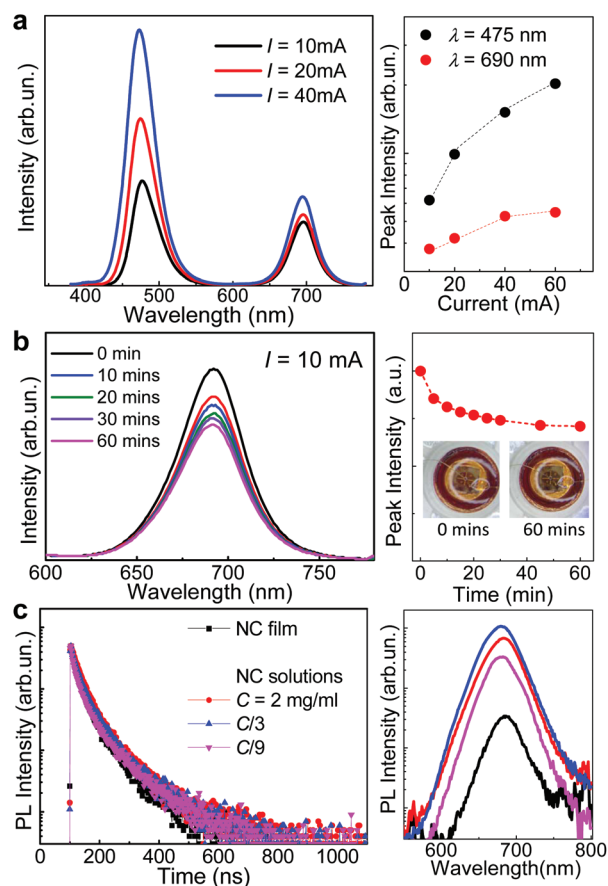 a
Intensity (arb.un.)
I = 10mA
I = 20mA
I = 40mA
400 500 600 700
Wavelength (nm)
Peak Intensity (arb.un.)
λ = 475 nm
λ = 690 nm
0 20 40 60
Current (mA)
b
Intensity (arb.un.)
0 min
10 mins
20 mins
30 mins
60 mins
I = 10 mA
600 650 700 750
Wavelength (nm)
Peak Intensity (a.u.)
0 mins 60 mins
0 10 20 30 40 50 60
Time (min)
c
PL Intensity (arb.un.)
NC film
NC solutions
C = 2 mg/ml
C/3
C/9
0 200 400 600 800 1000
Time (ns)
PL Intensity (arb.un.)
600 700 800
Wavelength(nm)